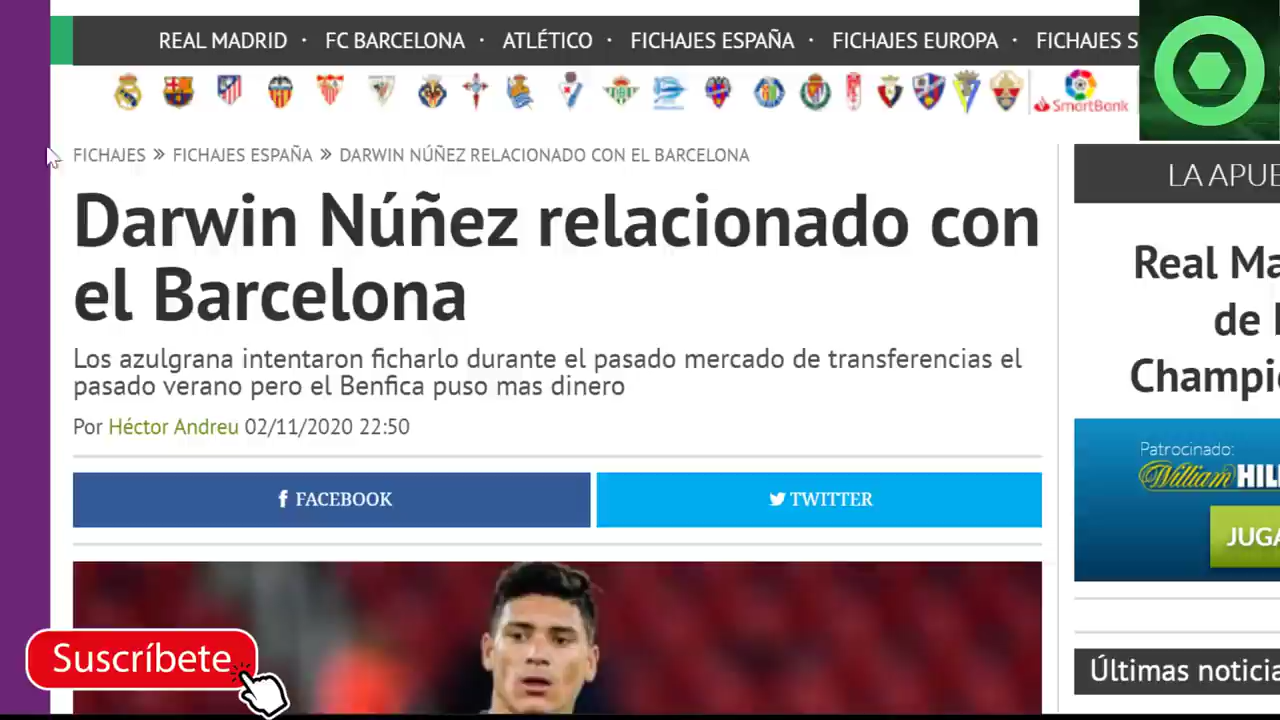 REAL MADRID · FC BARCELONA · ATLÉTICO · FICHAJES ESPAÑA · FICHAJES EUROPA · FICHAJES S
SmartBank
FICHAJES » FICHAJES ESPAÑA » DARWIN NÚÑEZ RELACIONADO CON EL BARCELONA
Darwin Núñez relacionado con
el Barcelona
Los azulgrana intentaron ficharlo durante el pasado mercado de transferencias el
pasado verano pero el Benfica puso mas dinero
Por Héctor Andreu 02/11/2020 22:50
f FACEBOOK
TWITTER
Suscríbete
LA APUE
Real Ma
de
Champi
Patrocinado:
William HIL
JUGA
Últimas noticia